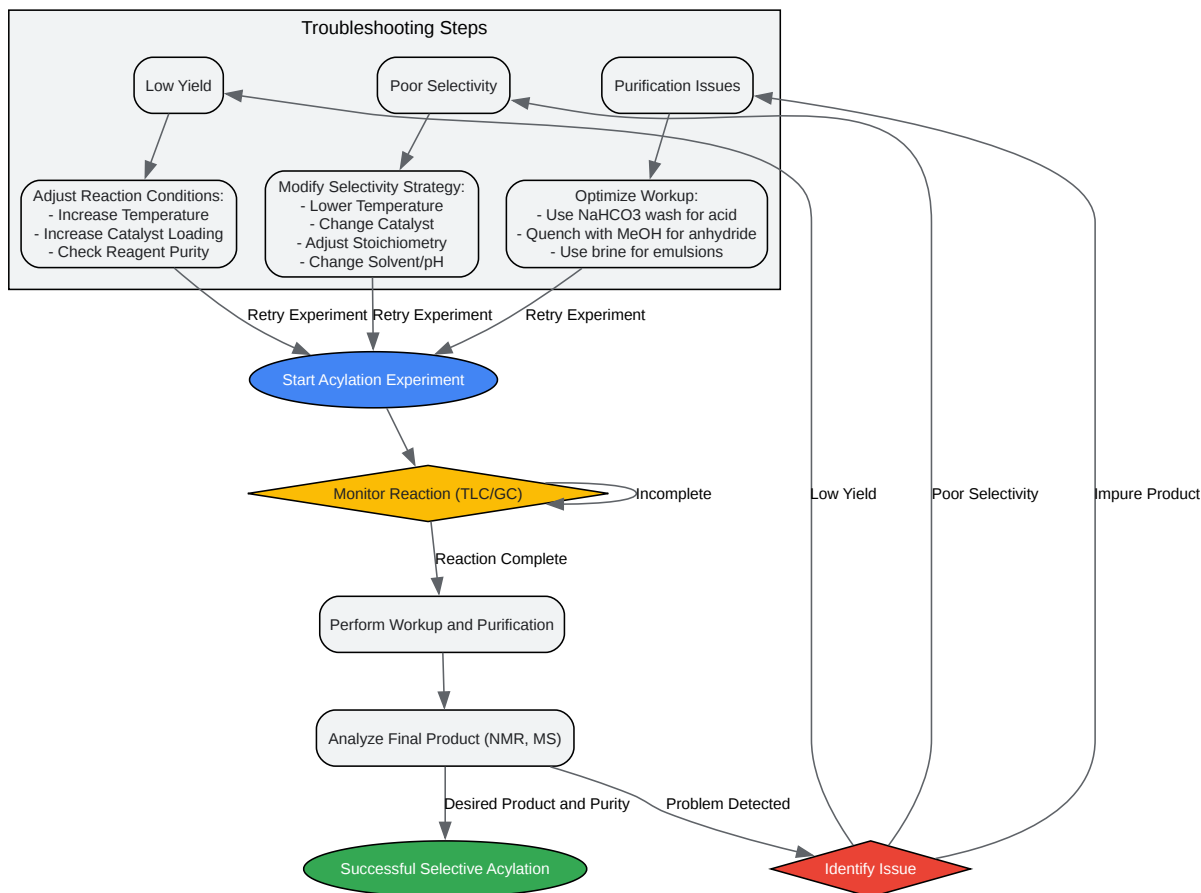 Troubleshooting Steps
Low Yield
Poor Selectivity
Purification Issues
Adjust Reaction Conditions:
- Increase Temperature
- Increase Catalyst Loading
- Check Reagent Purity
Modify Selectivity Strategy:
- Lower Temperature
- Change Catalyst
- Adjust Stoichiometry
- Change Solvent/pH
Optimize Workup:
- Use NaHCO3 wash for acid
- Quench with MeOH for anhydride
- Use brine for emulsions
Retry Experiment
Retry Experiment
Retry Experiment
Start Acylation Experiment
Monitor Reaction (TLC/GC)
Incomplete
Low Yield
Poor Selectivity
Impure Product
Reaction Complete
Perform Workup and Purification
Analyze Final Product (NMR, MS)
Desired Product and Purity
Problem Detected
Successful Selective Acylation
Identify Issue